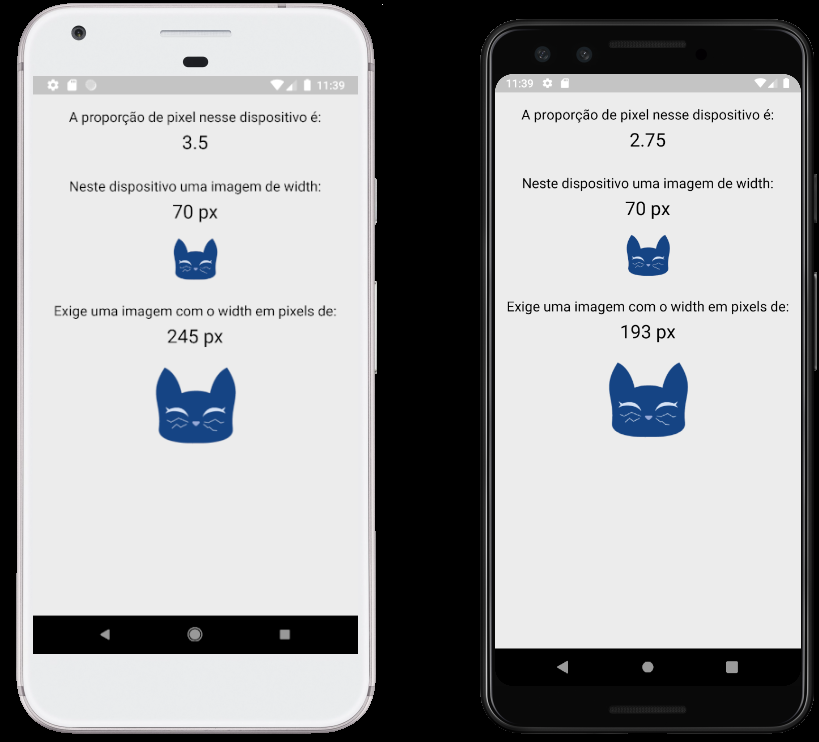 11:39
A proporção de pixel nesse dispositivo é:
3.5
Neste dispositivo uma imagem de width:
70 px
Exige uma imagem com o width em pixels de:
245 px
11:39
A proporção de pixel nesse dispositivo é:
2.75
Neste dispositivo uma imagem de width:
70 px
Exige uma imagem com o width em pixels de:
193 px